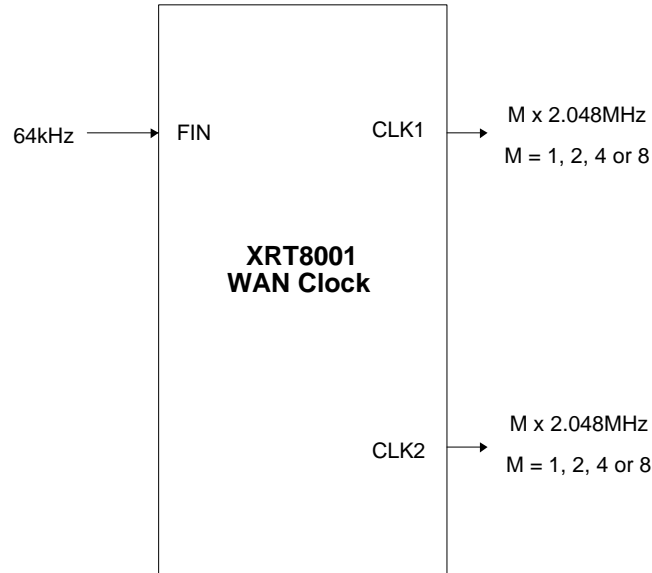 64kHz
FIN
CLK1
M x 2.048MHz
M = 1, 2, 4 or 8
XRT8001
WAN Clock
CLK2
M x 2.048MHz
M = 1, 2, 4 or 8